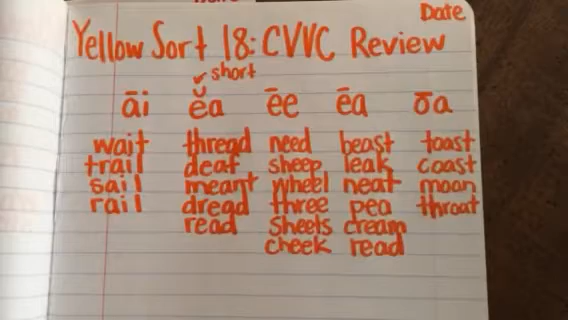 Date
Yellow Sort 18: CVVC Review
short
āi ĕa ēe ēa ōa
wait thread need beast toast
trail deaf sheep leak coast
sail meant wheel neat moan
rail dread three pea throat
read sheets cream
cheek read